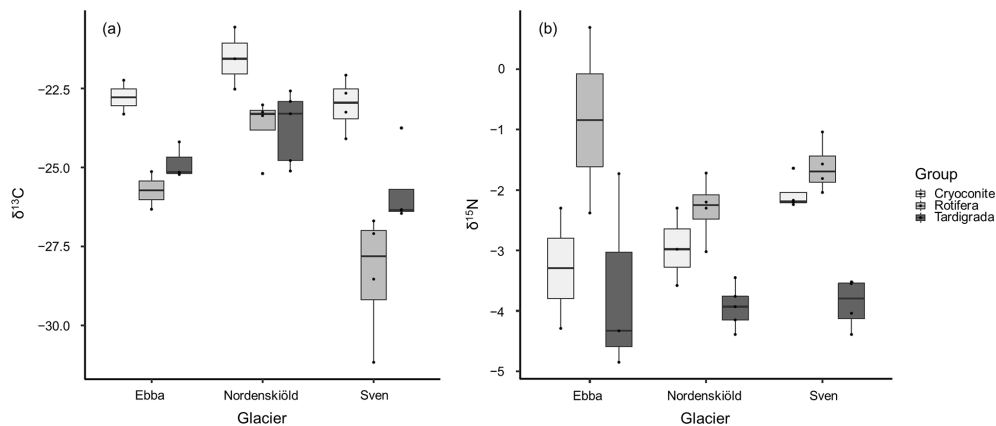 (a)
δ13C
−22.5
−25.0
−27.5
−30.0
Ebba Nordenskiöld Sven
Glacier
(b)
δ15N
0
−1
−2
−3
−4
−5
Ebba Nordenskiöld Sven
Glacier
Group
Cryoconite
Rotifera
Tardigrada